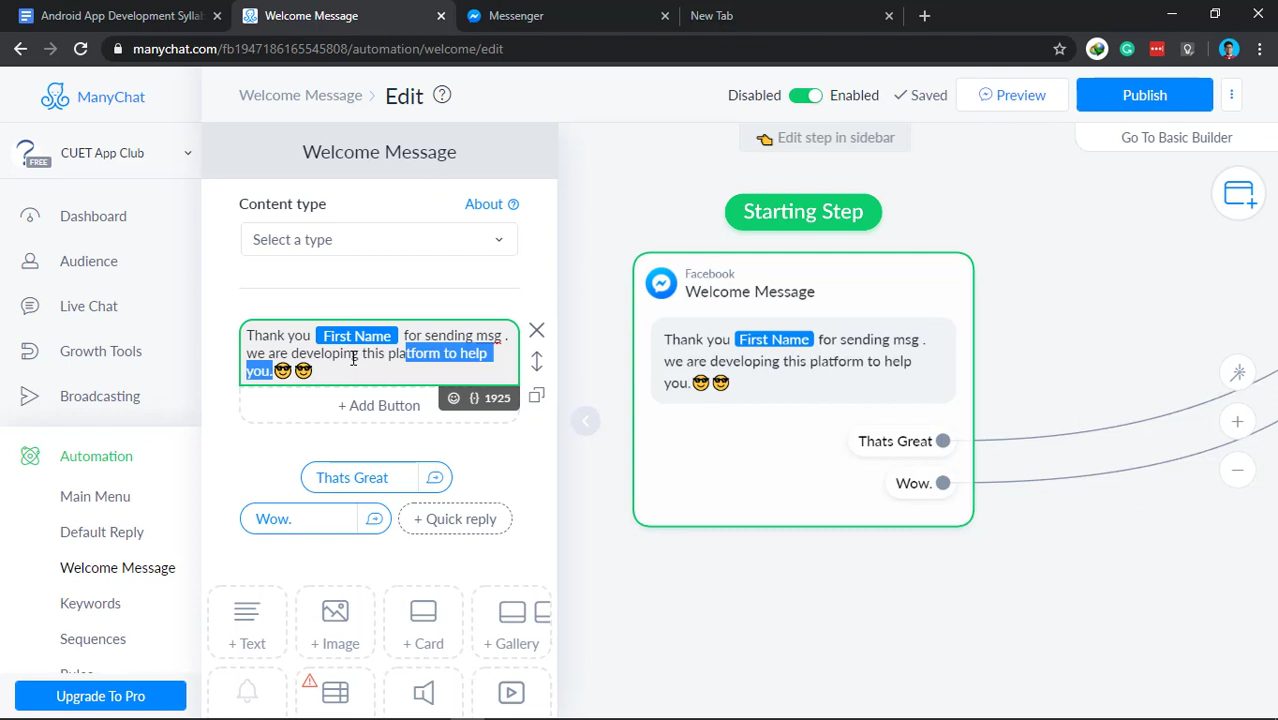 Android App Development Syllab
Welcome Message
Messenger
New Tab
manychat.com/fb1947186165545808/automation/welcome/edit
ManyChat
Welcome Message > Edit
Disabled
Enabled
Saved
Preview
Publish
FREE
CUET App Club
Welcome Message
Edit step in sidebar
Go To Basic Builder
Dashboard
Audience
Live Chat
Growth Tools
Broadcasting
Automation
Main Menu
Default Reply
Welcome Message
Keywords
Sequences
Rules
Upgrade To Pro
Content type
About
Select a type
Thank you First Name for sending msg .
we are developing this platform to help
you.😎😎
{} 1925
+ Add Button
Thats Great
Wow.
+ Quick reply
+ Text
+ Image
+ Card
+ Gallery
Starting Step
Facebook
Welcome Message
Thank you First Name for sending msg .
we are developing this platform to help
you.😎😎
Thats Great
Wow.